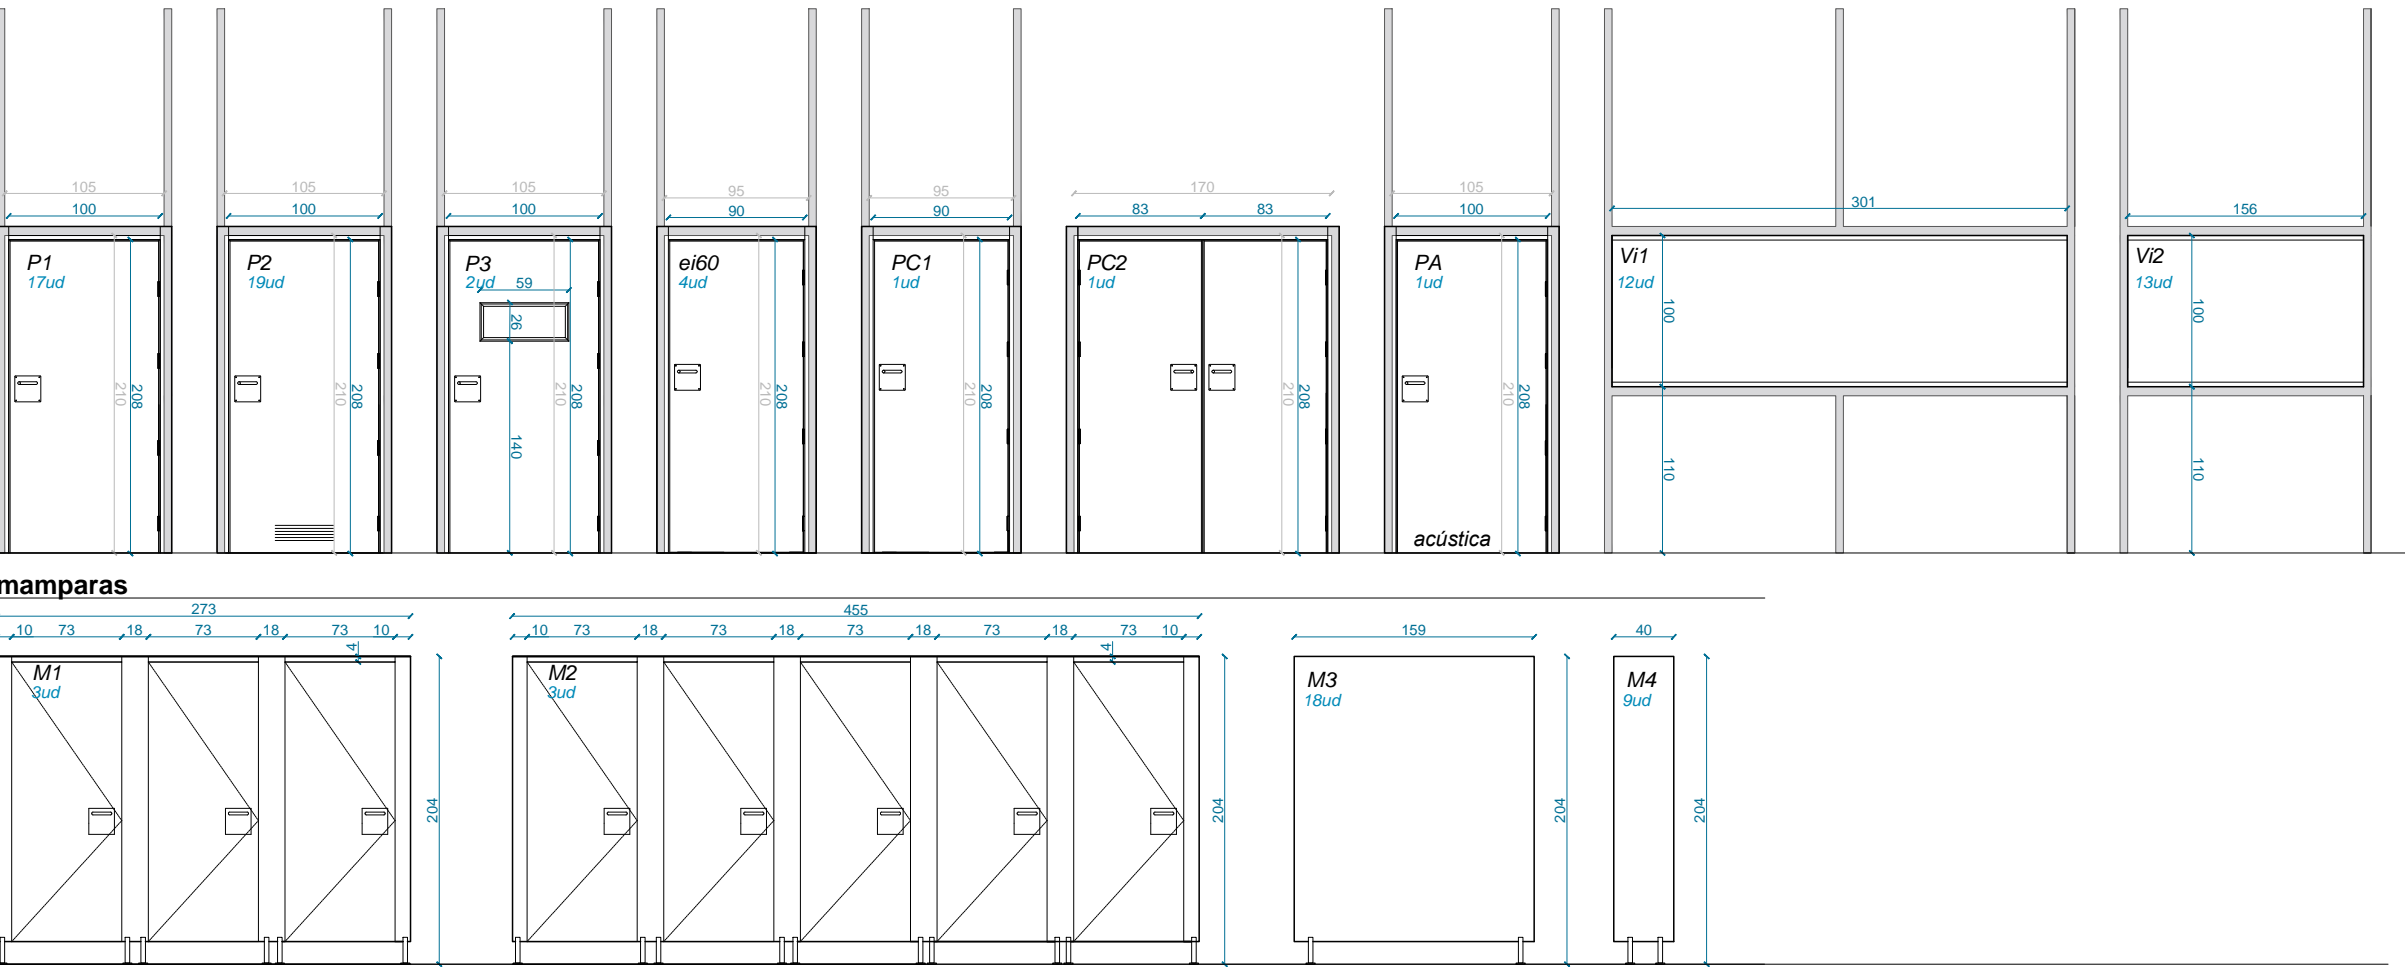 105 105 105 95 95 170 105
100 100 100 90 90 83 83 100 301 156
P1 P2 P3 ei60 PC1 PC2 PA Vi1 Vi2
17ud 19ud 2ud 4ud 1ud 1ud 1ud 12ud 13ud
59
26
100 100
210 208 210 208 210 208 210 208 210 208 210 208 210 208
140
110 110
acústica
mamparas
273 455
10 73 18 73 18 73 10 10 73 18 73 18 73 18 73 18 73 10 159 40
4 4
M1 M2 M3 M4
3ud 3ud 18ud 9ud
204 204 204 204